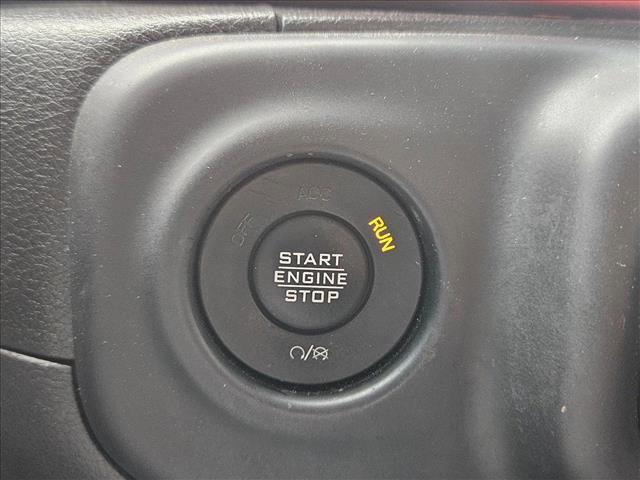 OFF
ACC
RUN
START
ENGINE
STOP